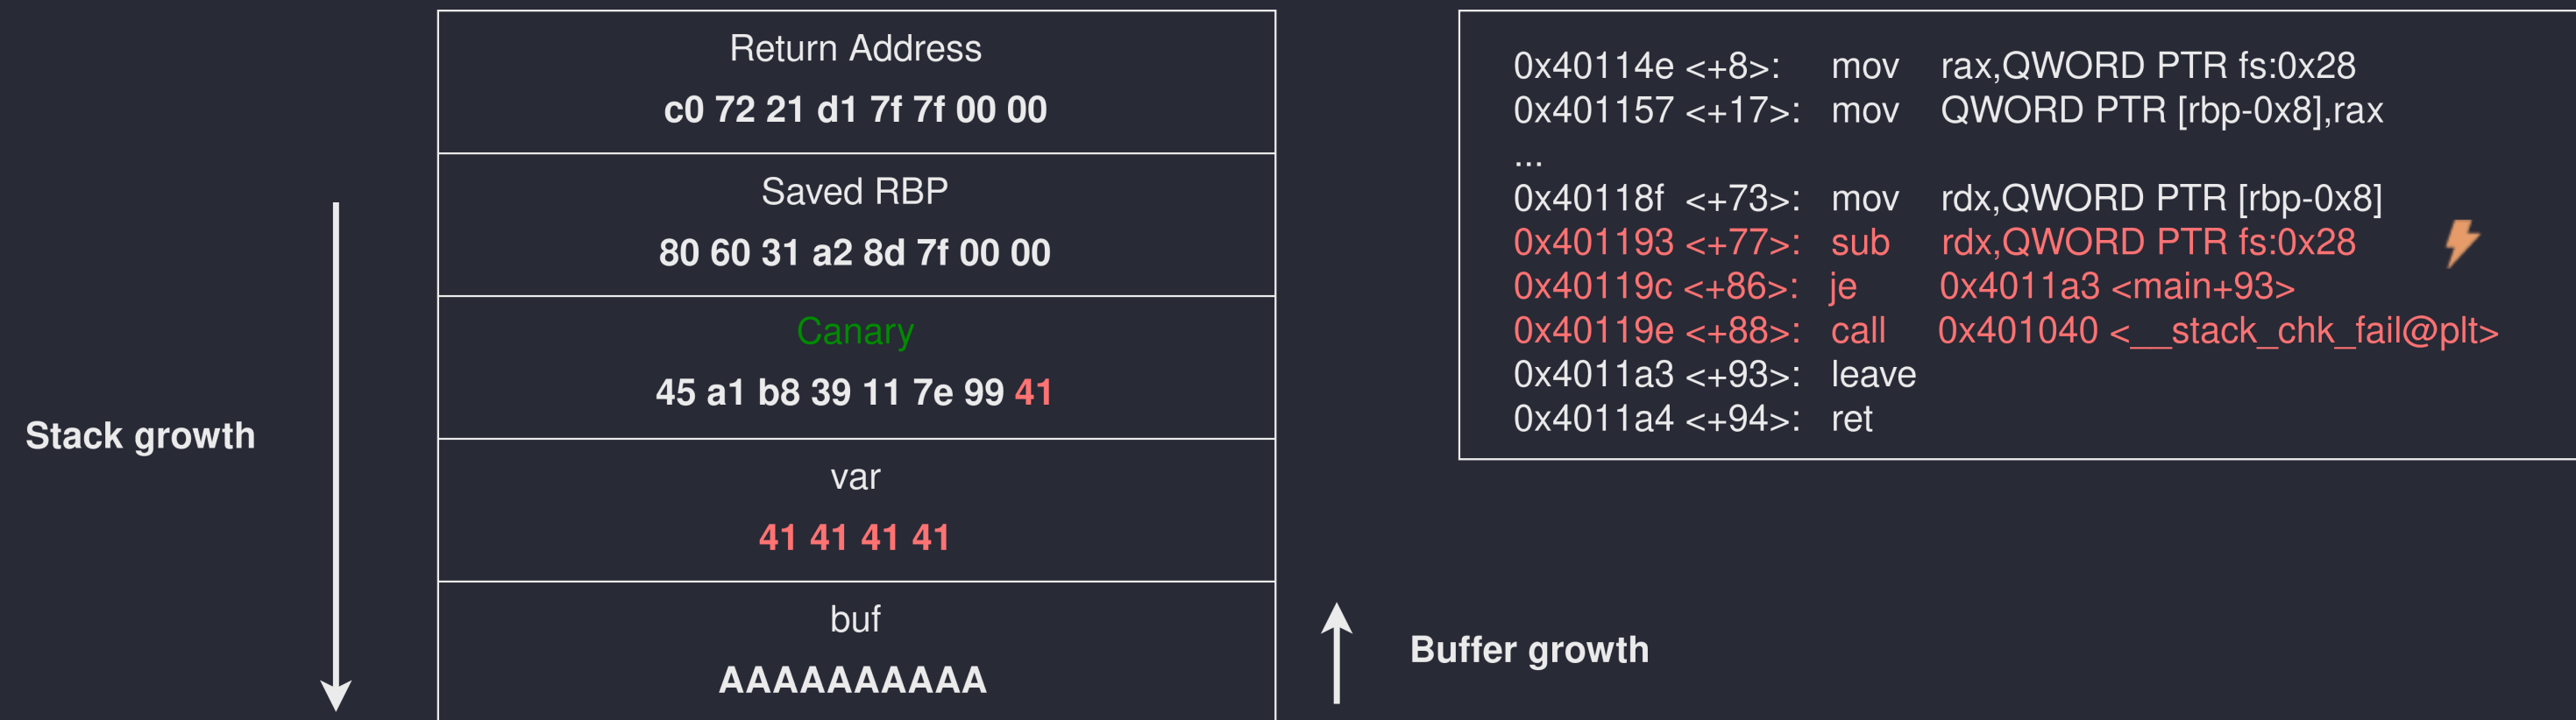 Return Address
c0 72 21 d1 7f 7f 00 00
Saved RBP
80 60 31 a2 8d 7f 00 00
Canary
45 a1 b8 39 11 7e 99 41
var
41 41 41 41
buf
AAAAAAAAAA
Stack growth
Buffer growth
0x40114e <+8>: mov rax,QWORD PTR fs:0x28
0x401157 <+17>: mov QWORD PTR [rbp-0x8],rax
...
0x40118f <+73>: mov rdx,QWORD PTR [rbp-0x8]
0x401193 <+77>: sub rdx,QWORD PTR fs:0x28
0x40119c <+86>: je 0x4011a3 <main+93>
0x40119e <+88>: call 0x401040 <__stack_chk_fail@plt>
0x4011a3 <+93>: leave
0x4011a4 <+94>: ret